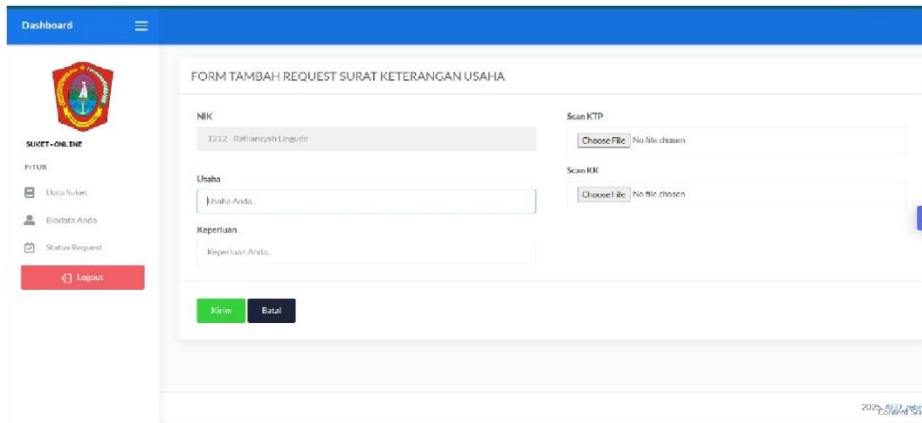 Dashboard
SUKET-ONLINE
FITUR
Data Suket
Biodata Anda
Status Request
Logout
FORM TAMBAH REQUEST SURAT KETERANGAN USAHA
NIK
1212 -
Usaha
Usaha Anda..
Keperluan
Keperluan Anda..
Scan KTP
Choose File No file chosen
Scan KK
Choose File No file chosen
Kirim Batal
2025